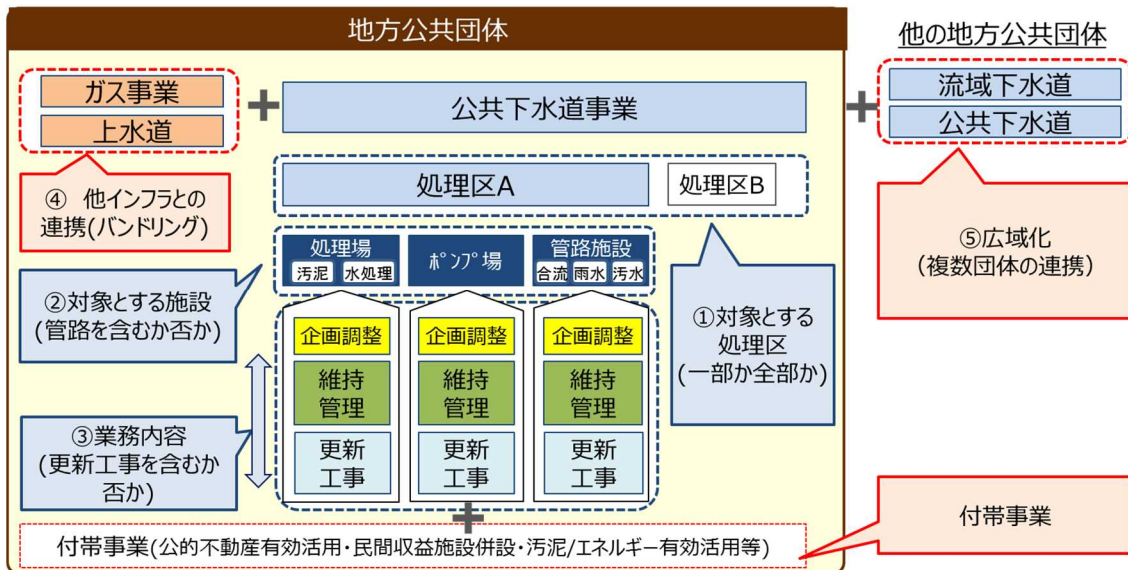 地方公共団体
他の地方公共団体
ガス事業
上水道
+
公共下水道事業
+
流域下水道
公共下水道
④ 他インフラとの
連携(バンドリング)
処理区A
処理区B
⑤広域化
(複数団体の連携)
処理場
汚泥 水処理
ﾎﾟﾝﾌﾟ場
管路施設
合流 雨水 汚水
②対象とする施設
(管路を含むか否か)
①対象とする
処理区
(一部か全部か)
企画調整
維持
管理
更新
工事
企画調整
維持
管理
更新
工事
企画調整
維持
管理
更新
工事
③業務内容
(更新工事を含むか
否か)
+
付帯事業(公的不動産有効活用・民間収益施設併設・汚泥/エネルギー有効活用等)
付帯事業